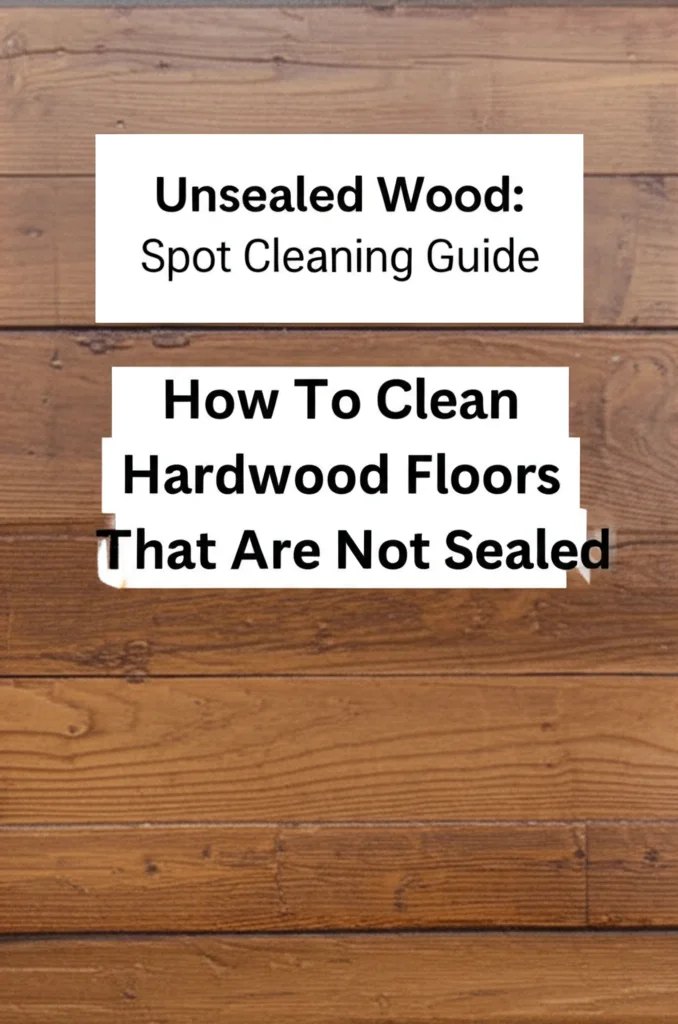 Unsealed Wood:
Spot Cleaning Guide
How To Clean
Hardwood Floors
That Are Not Sealed